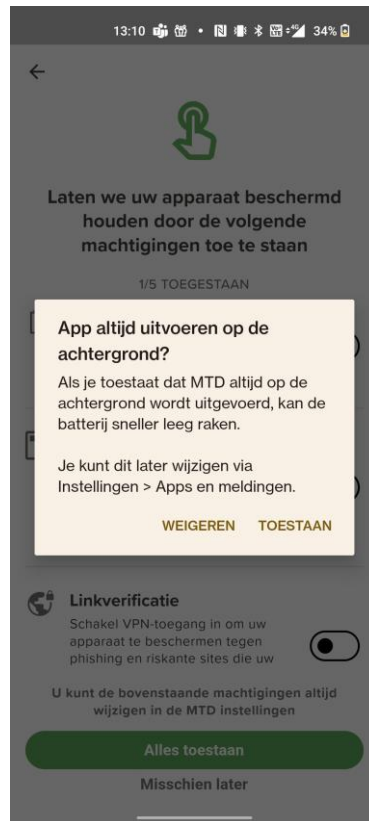 13:10 34%
Laten we uw apparaat beschermd
houden door de volgende
machtigingen toe te staan
1/5 TOEGESTAAN
App altijd uitvoeren op de
achtergrond?
Als je toestaat dat MTD altijd op de
achtergrond wordt uitgevoerd, kan de
batterij sneller leeg raken.
Je kunt dit later wijzigen via
Instellingen > Apps en meldingen.
WEIGEREN TOESTAAN
Linkverificatie
Schakel VPN-toegang in om uw
apparaat te beschermen tegen
phishing en riskante sites die uw
U kunt de bovenstaande machtigingen altijd
wijzigen in de MTD instellingen
Alles toestaan
Misschien later